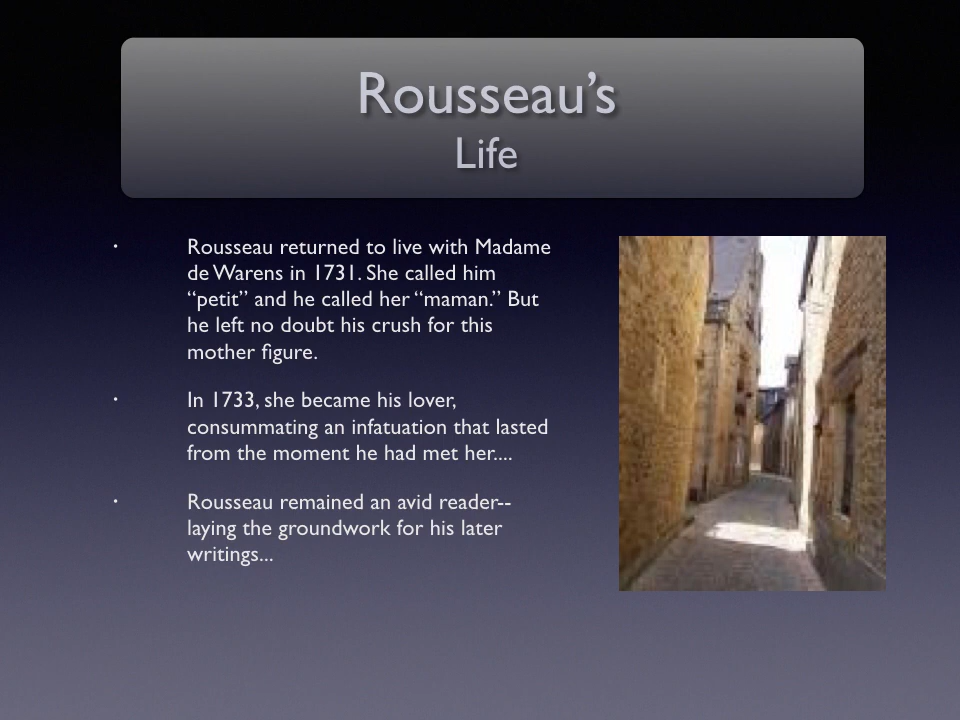 Rousseau’s
Life
• Rousseau returned to live with Madame
de Warens in 1731. She called him
“petit” and he called her “maman.” But
he left no doubt his crush for this
mother figure.
• In 1733, she became his lover,
consummating an infatuation that lasted
from the moment he had met her....
• Rousseau remained an avid reader--
laying the groundwork for his later
writings...